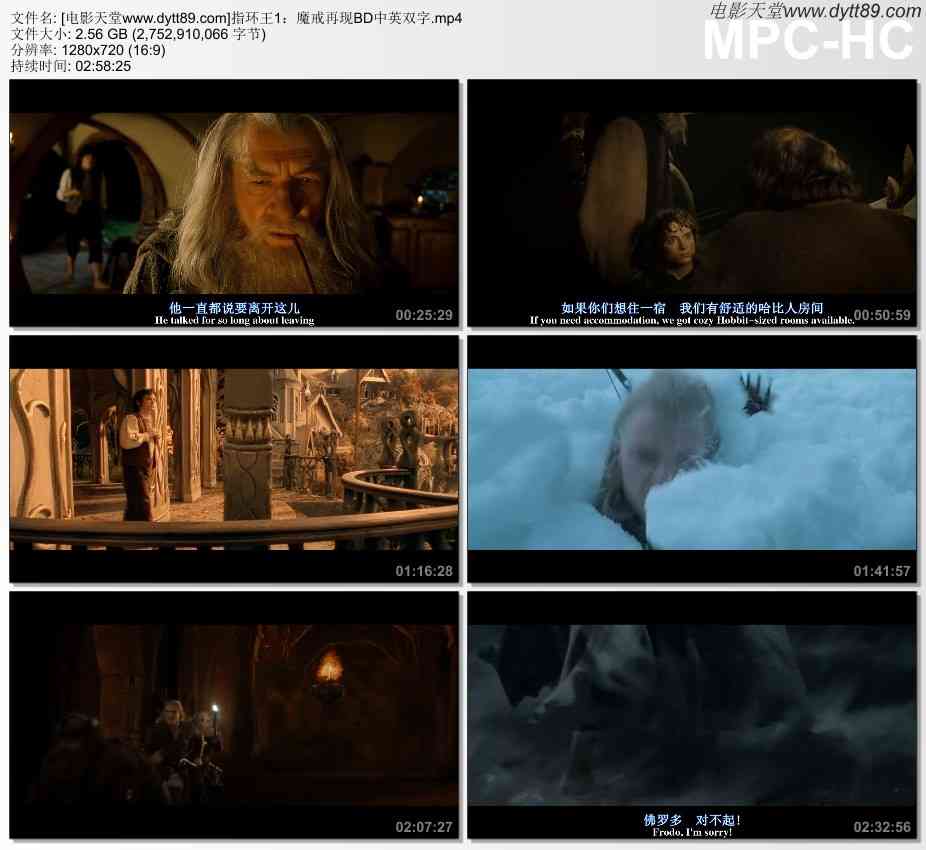 文件名: [电影天堂www.dytt89.com]指环王1：魔戒再现BD中英双字.mp4
文件大小: 2.56 GB (2,752,910,066 字节)
分辨率: 1280x720 (16:9)
持续时间: 02:58:25
电影天堂www.dytt89.com
MPC-HC
他一直都说要离开这儿
He talked for so long about leaving
00:25:29
如果你们想住一宿 我们有舒适的哈比人房间
If you need accommodation, we got cozy Hobbit-sized rooms available.
00:50:59
01:16:28
01:41:57
02:07:27
佛罗多 对不起!
Frodo, I'm sorry!
02:32:56